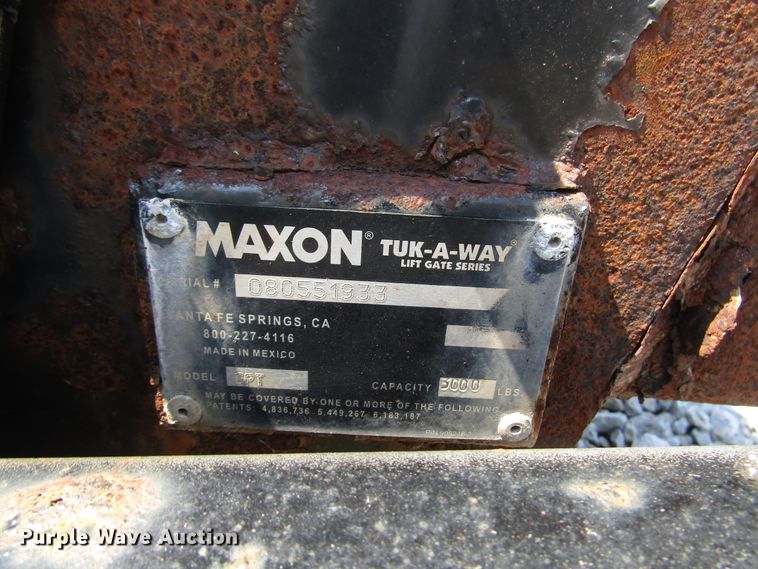 MAXON® TUK-A-WAY®
LIFT GATE SERIES
RIAL # 080551933
ANTA FE SPRINGS, CA
800-227-4116
MADE IN MEXICO
MODEL CAPACITY 3000 LBS
MAY BE COVERED BY ONE OR MORE OF THE FOLLOWING
PATENTS: 4,836,736 5,449,267 6,183,187
Purple Wave Auction